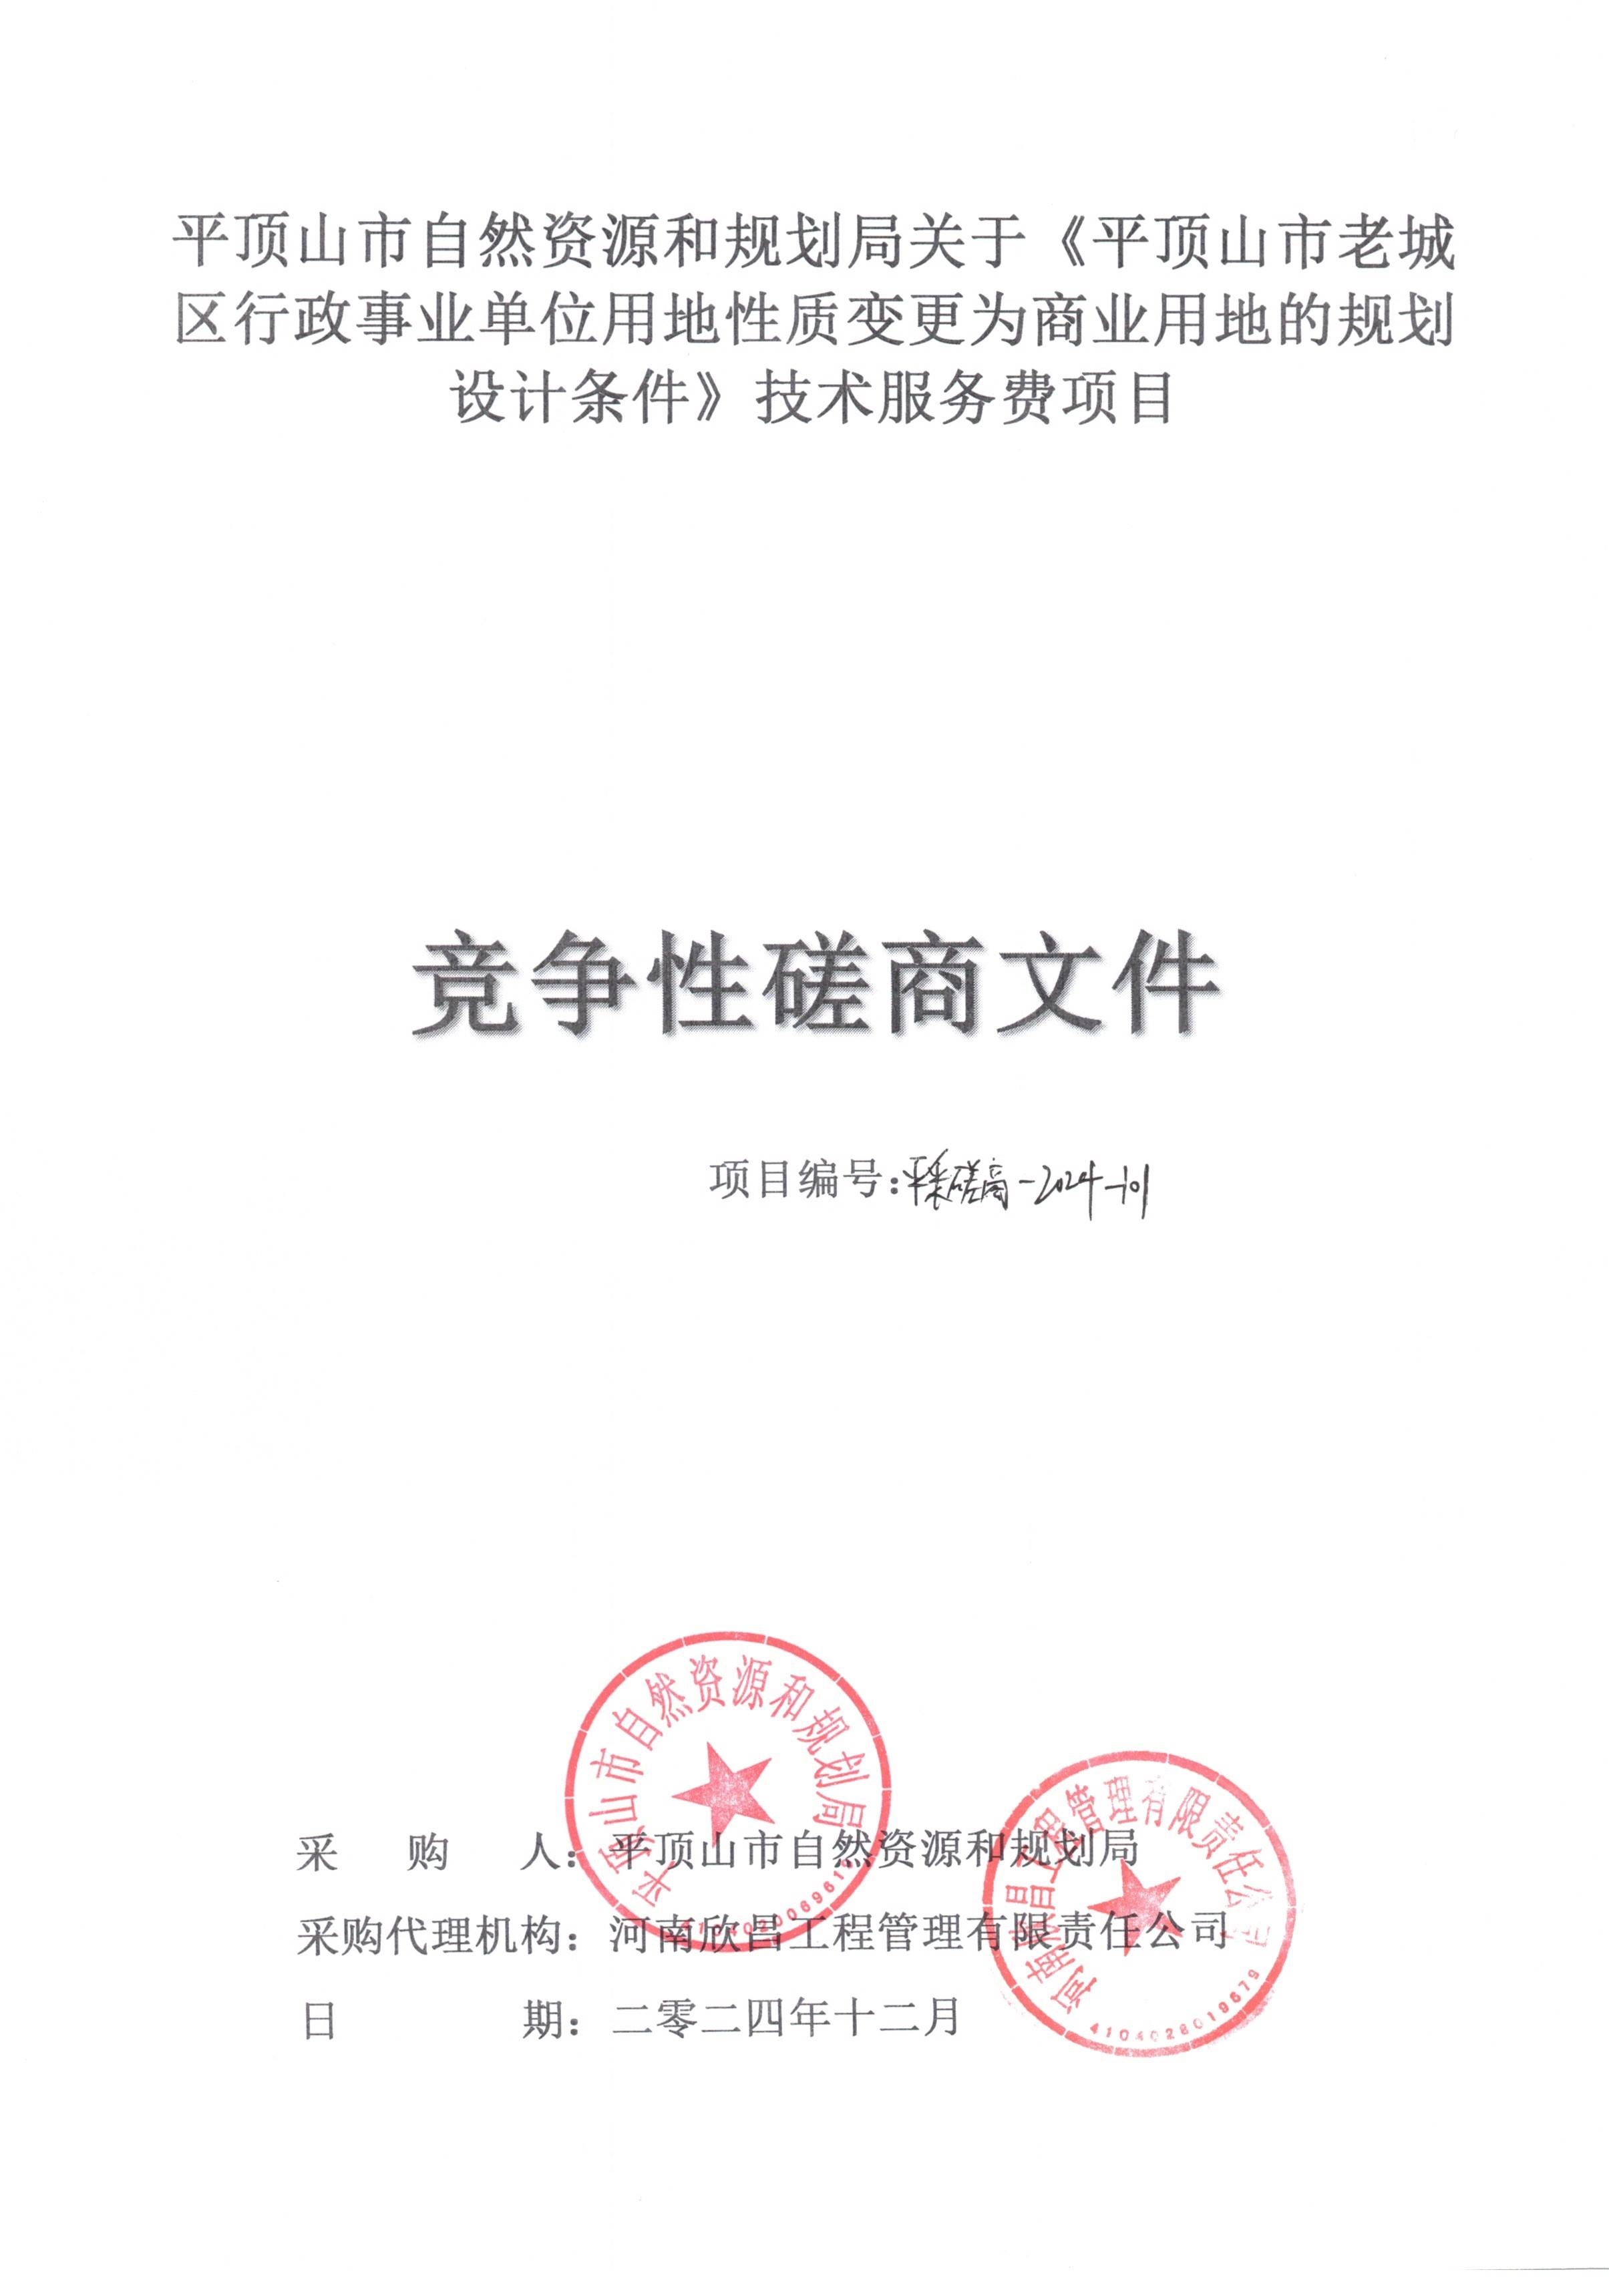 平顶山市自然资源和规划局关于《平顶山市老城
区行政事业单位用地性质变更为商业用地的规划
设计条件》技术服务费项目
竞争性磋商文件
项目编号:平采磋商-2024-101
平顶山市自然资源和规划局
采 购 人：平顶山市自然资源和规划局
采购代理机构：河南欣昌工程管理有限责任公司
日 期：二零二四年十二月
河南欣昌工程管理有限责任公司